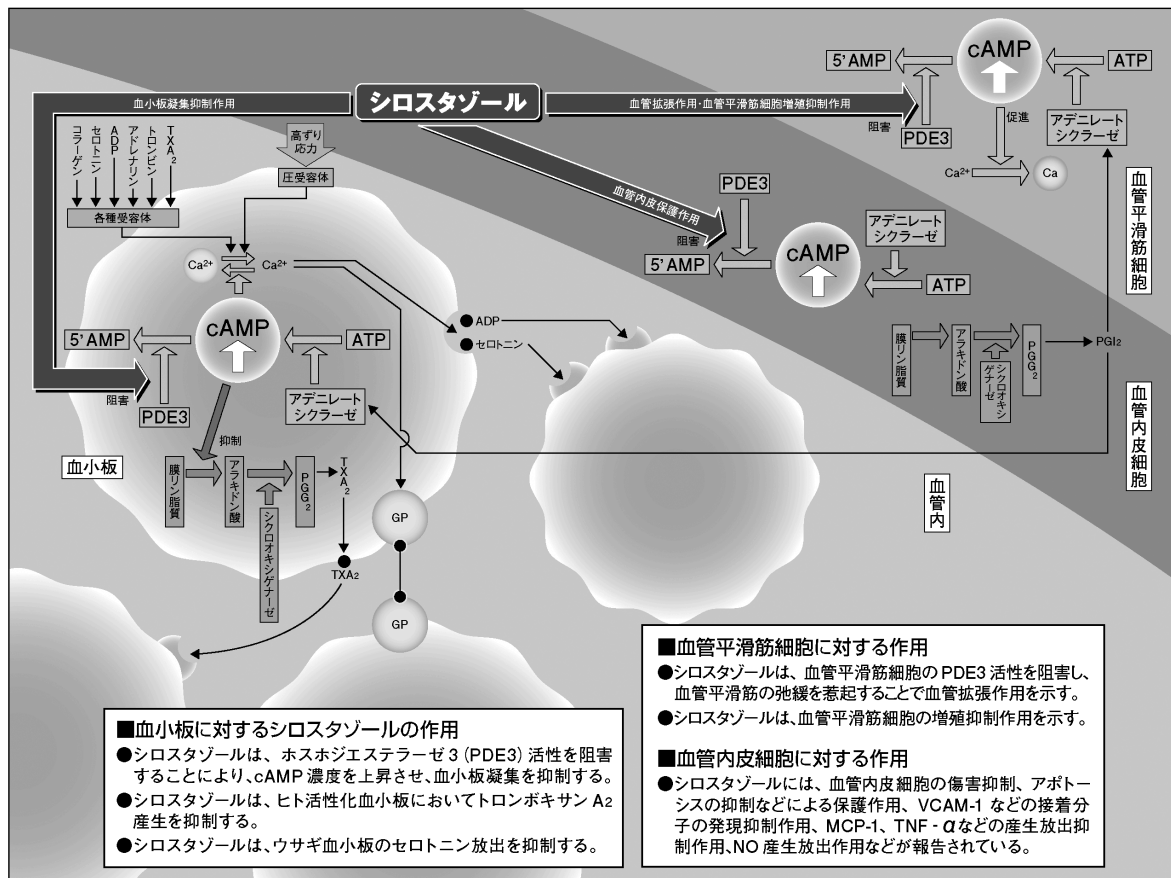 シロスタゾール
血小板凝集抑制作用
血管拡張作用・血管平滑筋細胞増殖抑制作用
血管内皮保護作用
コラーゲン
セロトニン
ADP
アドレナリン
トロンビン
TXA2
各種受容体
高ずり
応力
圧受容体
Ca2+
Ca2+
cAMP
5'AMP
ATP
阻害
PDE3
アデニレート
シクラーゼ
抑制
血小板
膜リン脂質
アラキドン酸
シクロオキシゲナーゼ
PGG2
TXA2
TXA2
GP
GP
ADP
セロトニン
cAMP
5'AMP
ATP
阻害
PDE3
促進
アデニレート
シクラーゼ
Ca2+
Ca
血管平滑筋細胞
PDE3
阻害
5'AMP
cAMP
アデニレート
シクラーゼ
ATP
膜リン脂質
アラキドン酸
シクロオキシ
ゲナーゼ
PGG2
PGI2
血管内皮細胞
血管内
■血小板に対するシロスタゾールの作用
●シロスタゾールは、ホスホジエステラーゼ3(PDE3)活性を阻害
することにより、cAMP濃度を上昇させ、血小板凝集を抑制する。
●シロスタゾールは、ヒト活性化血小板においてトロンボキサンA2
産生を抑制する。
●シロスタゾールは、ウサギ血小板のセロトニン放出を抑制する。
■血管平滑筋細胞に対する作用
●シロスタゾールは、血管平滑筋細胞のPDE3活性を阻害し、
血管平滑筋の弛緩を惹起することで血管拡張作用を示す。
●シロスタゾールは、血管平滑筋細胞の増殖抑制作用を示す。
■血管内皮細胞に対する作用
●シロスタゾールには、血管内皮細胞の傷害抑制、アポトー
シスの抑制などによる保護作用、VCAM-1などの接着分
子の発現抑制作用、MCP-1、TNF-αなどの産生放出抑
制作用、NO産生放出作用などが報告されている。